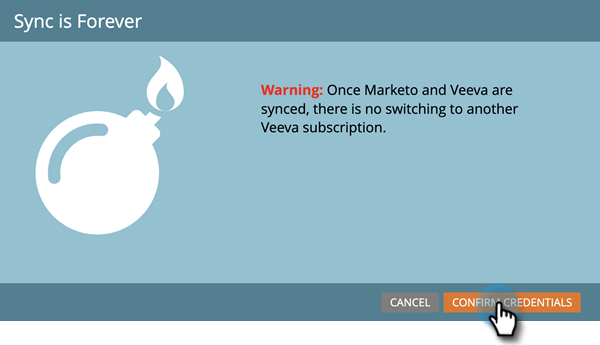 Sync is Forever
Warning: Once Marketo and Veeva are
synced, there is no switching to another
Veeva subscription.
CANCEL
CONFIRM CREDENTIALS